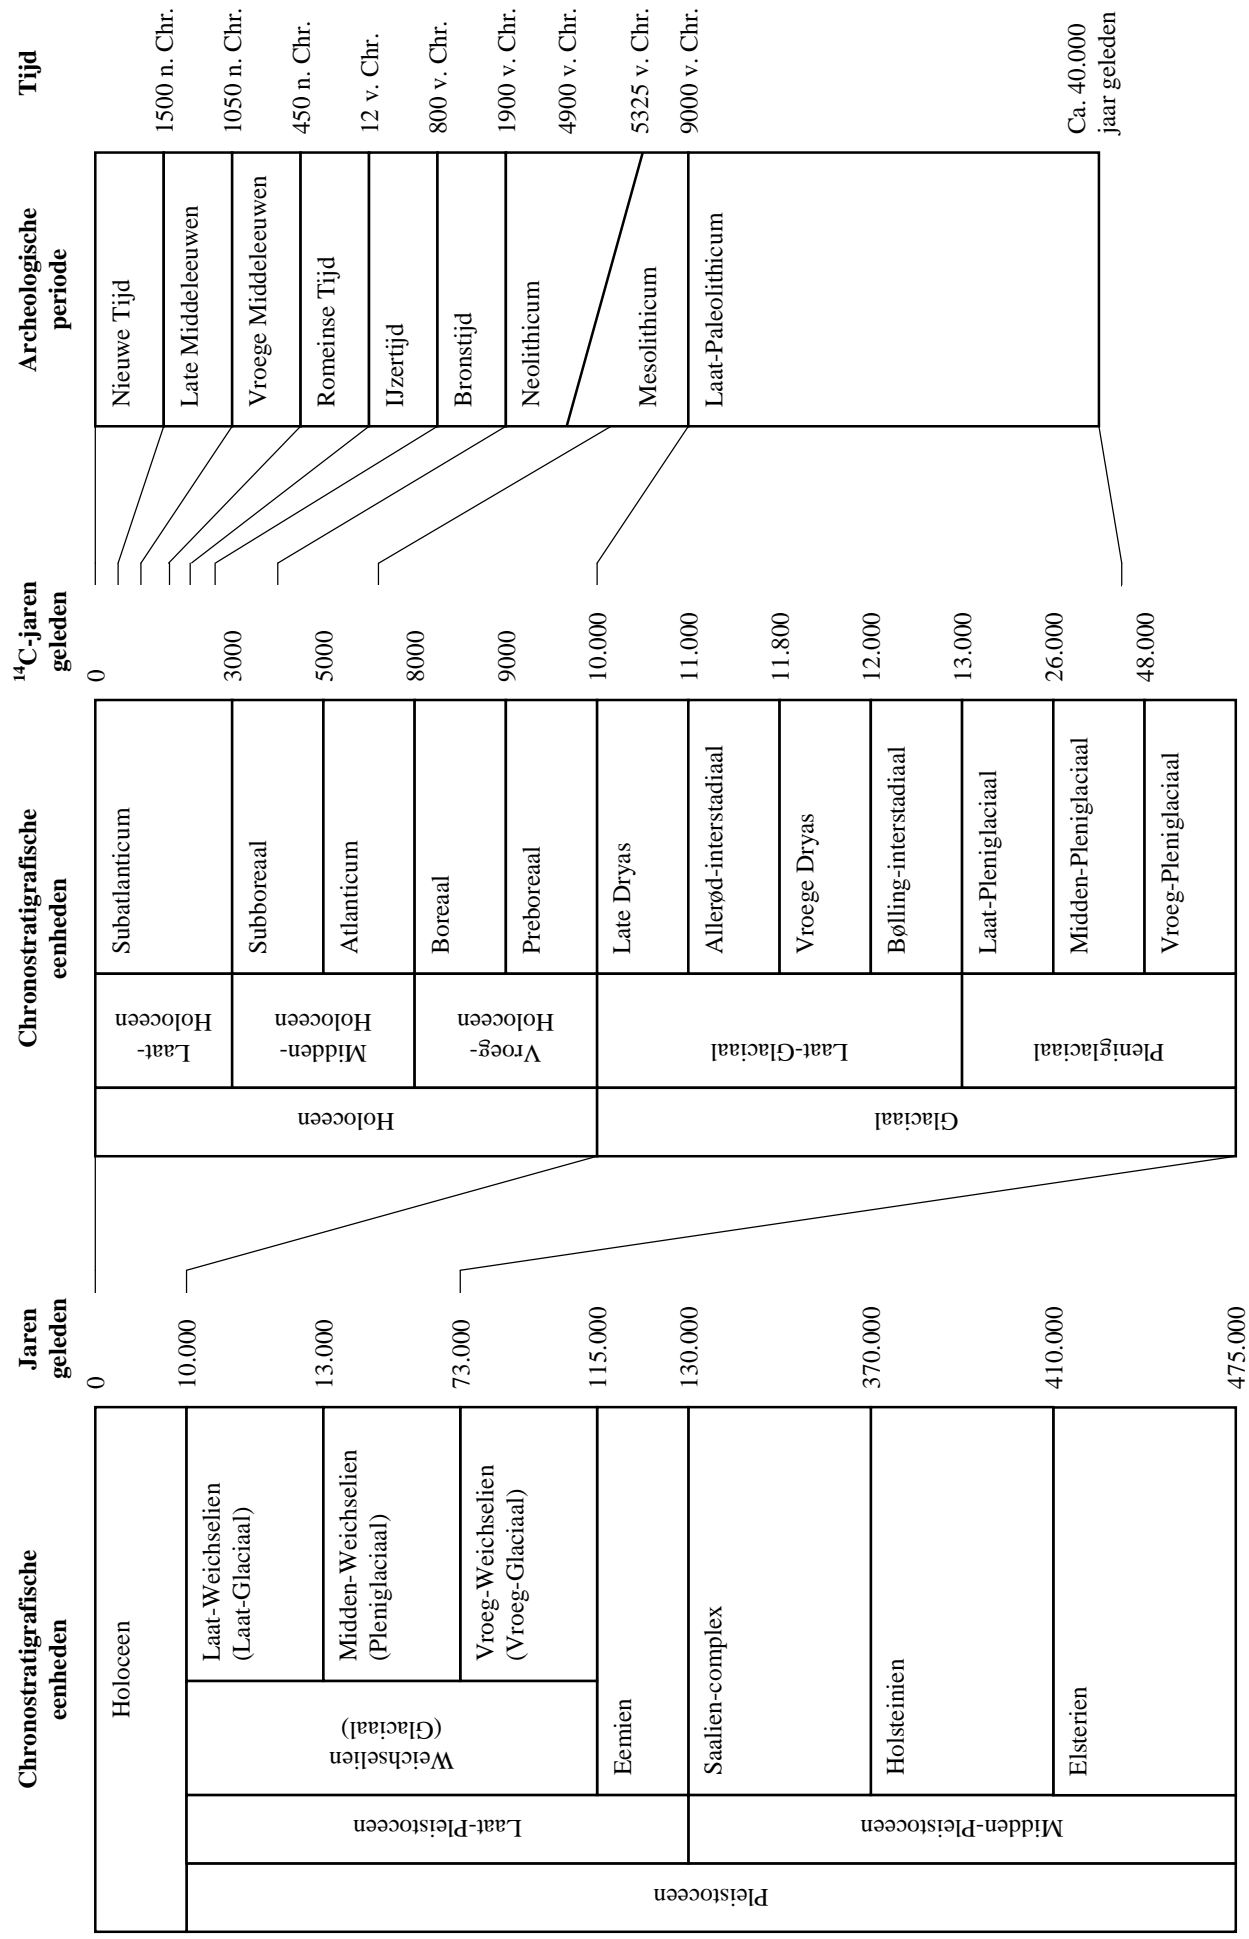 Chronostratigrafische
eenheden
Jaren
geleden
Chronostratigrafische
eenheden
¹⁴C-jaren
geleden
Archeologische
periode
Tijd
Holoceen
Pleistoceen
Laat-Pleistoceen
Midden-Pleistoceen
Weichselien
(Glaciaal)
Laat-Weichselien
(Laat-Glaciaal)
Midden-Weichselien
(Pleniglaciaal)
Vroeg-Weichselien
(Vroeg-Glaciaal)
Eemien
Saalien-complex
Holsteinien
Elsterien
0
10.000
13.000
73.000
115.000
130.000
370.000
410.000
475.000
Holoceen
Glaciaal
Laat-
Holoceen
Midden-
Holoceen
Vroeg-
Holoceen
Laat-Glaciaal
Pleniglaciaal
Subatlanticum
Subboreaal
Atlanticum
Boreaal
Preboreaal
Late Dryas
Allerød-interstadiaal
Vroege Dryas
Bølling-interstadiaal
Laat-Pleniglaciaal
Midden-Pleniglaciaal
Vroeg-Pleniglaciaal
0
3000
5000
8000
9000
10.000
11.000
11.800
12.000
13.000
26.000
48.000
Nieuwe Tijd
Late Middeleeuwen
Vroege Middeleeuwen
Romeinse Tijd
IJzertijd
Bronstijd
Neolithicum
Mesolithicum
Laat-Paleolithicum
1500 n. Chr.
1050 n. Chr.
450 n. Chr.
12 v. Chr.
800 v. Chr.
1900 v. Chr.
4900 v. Chr.
5325 v. Chr.
9000 v. Chr.
Ca. 40.000
jaar geleden